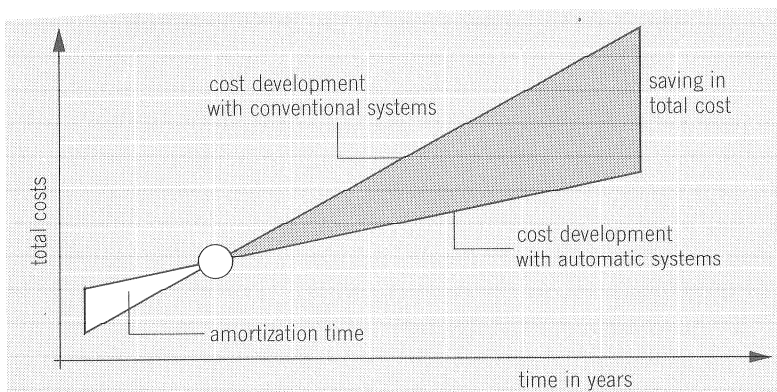 cost development
with conventional systems
saving in
total cost
total costs
cost development
with automatic systems
amortization time
time in years